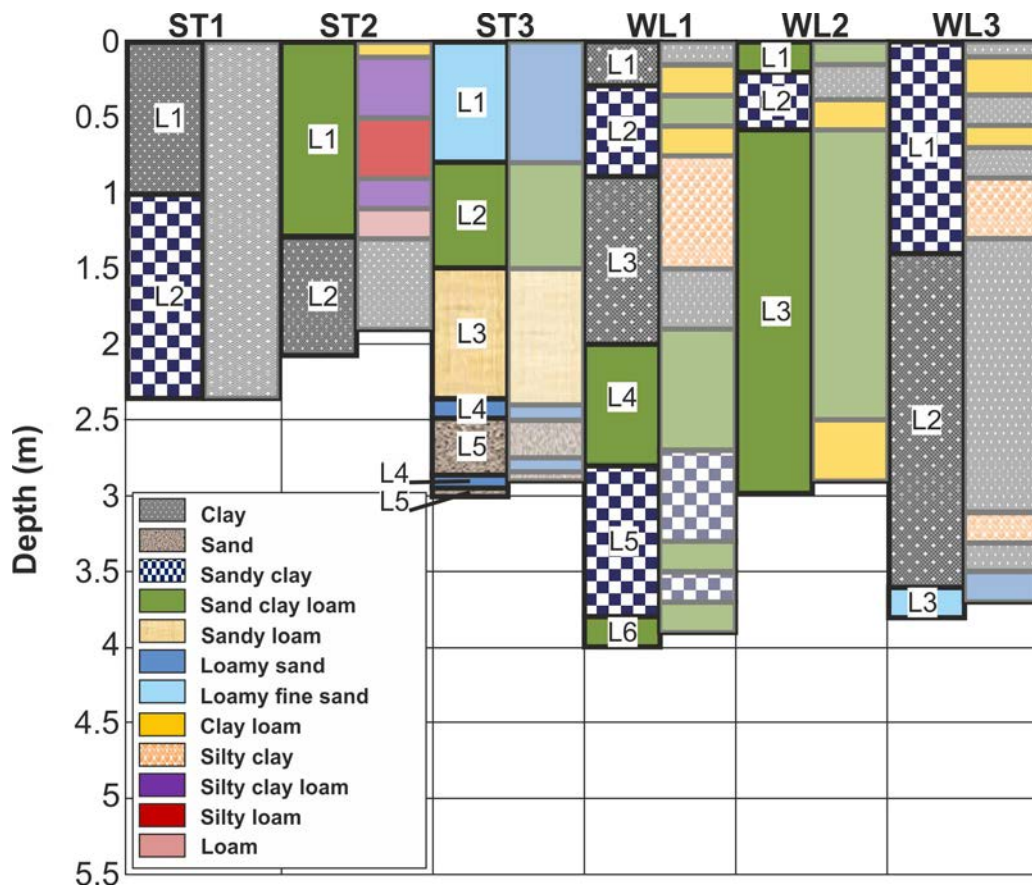 ST1 ST2 ST3 WL1 WL2 WL3
0
0.5
1
1.5
2
2.5
3
3.5
4
4.5
5
5.5
Depth (m)
L1
L2
L1
L2
L1
L2
L3
L4
L5
L4
L5
L1
L2
L3
L4
L5
L6
L1
L2
L3
L1
L2
L3
Clay
Sand
Sandy clay
Sand clay loam
Sandy loam
Loamy sand
Loamy fine sand
Clay loam
Silty clay
Silty clay loam
Silty loam
Loam